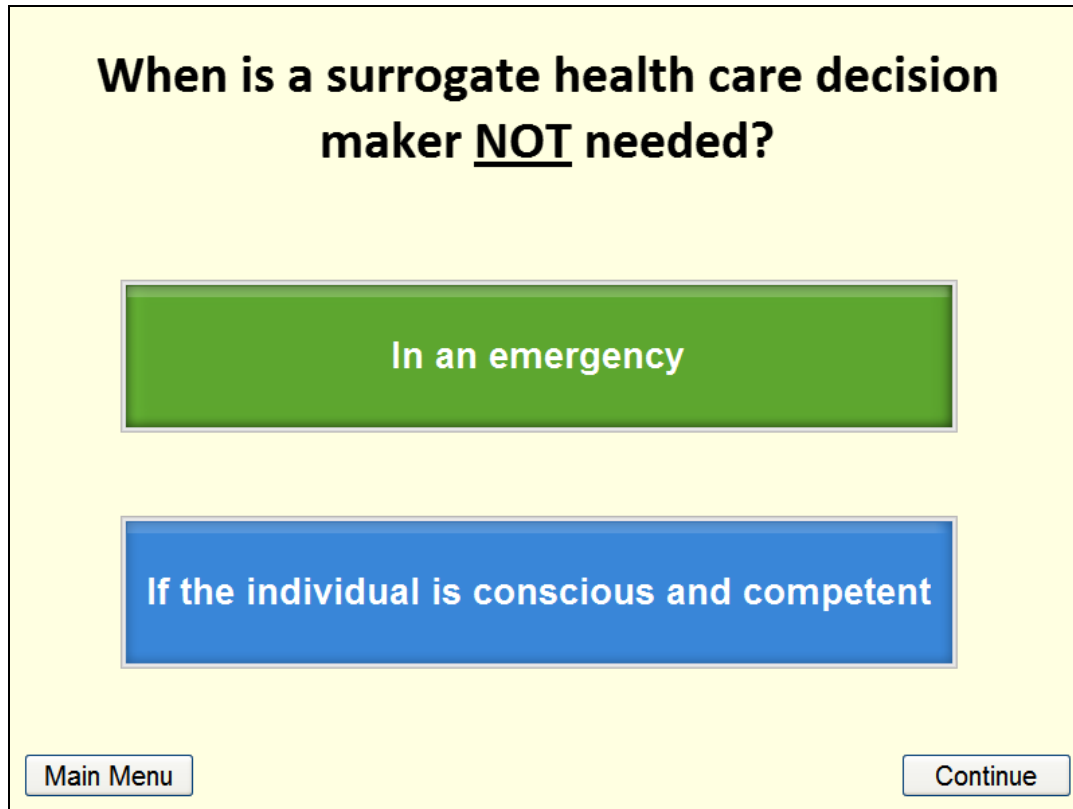 When is a surrogate health care decision
maker NOT needed?
In an emergency
If the individual is conscious and competent
Main Menu
Continue